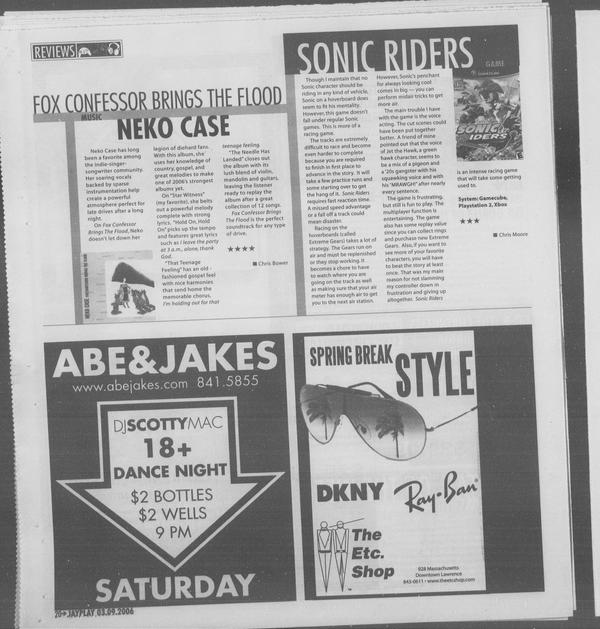 REVIEWS
FOX CONFESSOR BRINGS THE FLOOD
MUSIC
NEKO CASE
Neko Case has long
been a favorite among
the indie-singer-
songwriter community.
Her soaring vocals
backed by sparse
instrumentation help
create a powerful
atmosphere perfect for
late drives after a long
night.
On Fox Confessor
Brings The Flood, Neko
doesn't let down her
legion of diehard fans.
With this album, she
uses her knowledge of
country, gospel, and
great melodies to make
one of 2006's strongest
albums yet.
On "Star Witness"
(my favorite), she belts
out a powerful melody
complete with strong
lyrics. "Hold On, Hold
On" picks up the tempo
and features great lyrics
such as I leave the party
at 3 a.m., alone, thank
God.
"That Teenage
Feeling" has an old -
fashioned gospel feel
with nice harmonies
that send home the
memorable chorus,
I'm holding out for that
teenage feeling.
"The Needle Has
Landed" closes out
the album with its
lush blend of violin,
mandolin and guitars,
leaving the listener
ready to replay the
album after a great
collection of 12 songs.
Fox Confessor Brings
The Flood is the perfect
soundtrack for any type
of drive.
★★★★
■ Chris Bower
SONIC RIDERS
GAME
Though I maintain that no
Sonic character should be
riding in any kind of vehicle,
Sonic on a hoverboard does
seem to fit his mentality.
However, this game doesn't
fall under regular Sonic
games. This is more of a
racing game.
The tracks are extremely
difficult to race and become
even harder to complete
because you are required
to finish in first place to
advance in the story. It will
take a few practice runs and
some starting over to get
the hang of it. Sonic Riders
requires fast reaction time.
A missed speed advantage
or a fall off a track could
mean disaster.
Racing on the
hoverboards (called
Extreme Gears) takes a lot of
strategy. The Gears run on
air and must be replenished
or they stop working. It
becomes a chore to have
to watch where you are
going on the track as well
as making sure that your air
meter has enough air to get
you to the next air station.
However, Sonic's penchant
for always looking cool
comes in big — you can
perform midair tricks to get
more air.
The main trouble I have
with the game is the voice
acting. The cut scenes could
have been put together
better. A friend of mine
pointed out that the voice
of Jet the Hawk, a green
hawk character, seems to
be a mix of a pigeon and
a '20s gangster with his
squeaking voice and with
his 'MRAWGH!' after nearly
every sentence.
The game is frustrating,
but still is fun to play. The
multiplayer function is
entertaining. The game
also has some replay value
since you can collect rings
and purchase new Extreme
Gears. Also, if you want to
see more of your favorite
characters, you will have
to beat the story at least
once. That was my main
reason for not slamming
my controller down in
frustration and giving up
altogether. Sonic Riders
SONIC
RIDERS
is an intense racing game
that will take some getting
used to.
System: Gamecube,
Playstation 2, Xbox
★★★
■ Chris Moore
ABE&JAKES
www.abejakes.com 841.5855
DJSCOTTYMAC
18+
DANCE NIGHT
$2 BOTTLES
$2 WELLS
9 PM
SATURDAY
SPRING BREAK
STYLE
DKNY
Ray-Ban
The
Etc.
Shop
928 Massachusetts
Downtown Lawrence
843-0611 • www.theetcshop.com
20+ JAYPLAY 03.09.2006